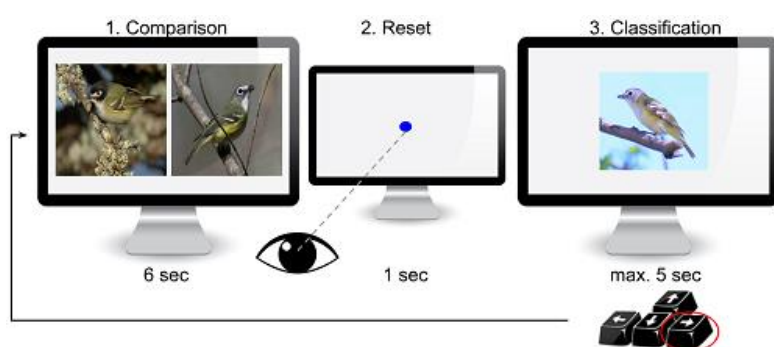 1. Comparison
2. Reset
3. Classification
6 sec
1 sec
max. 5 sec